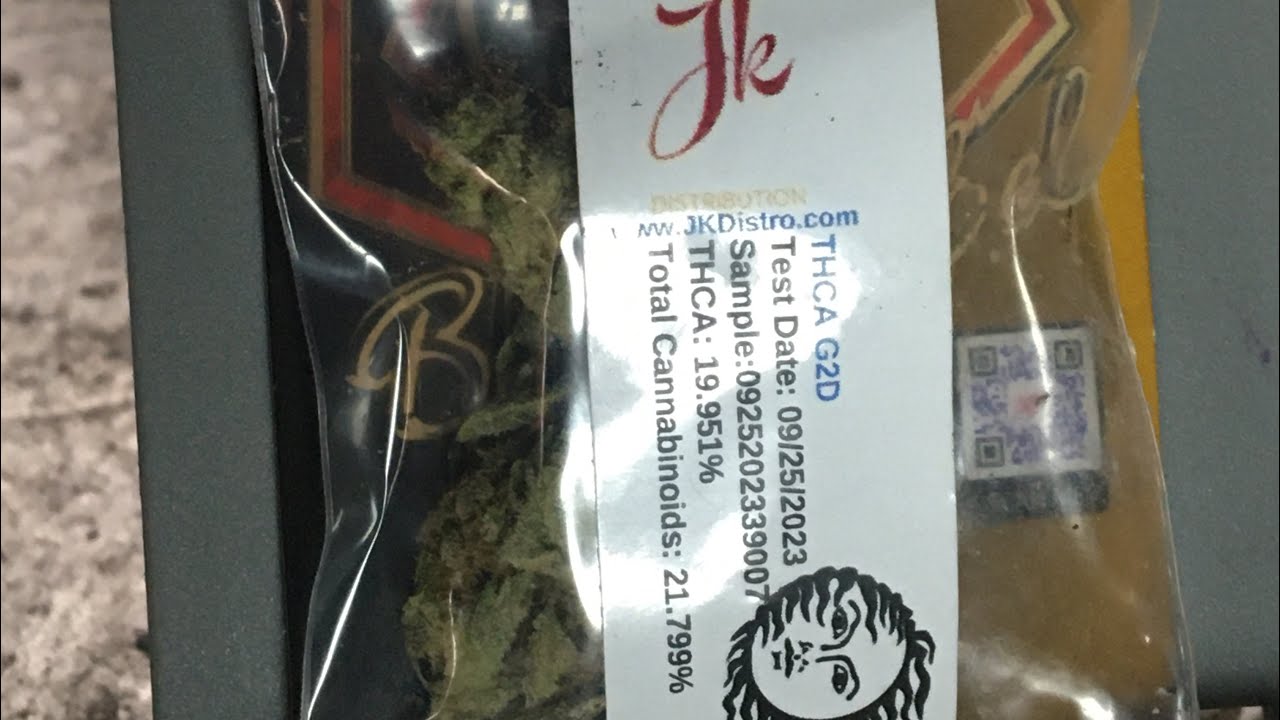 Jk
DISTRIBUTION
ww.JKDistro.com
THCA G2D
Test Date: 09/25/2023
Sample:0925202339007
THCA: 19.951%
Total Cannabinoids: 21.799%
B